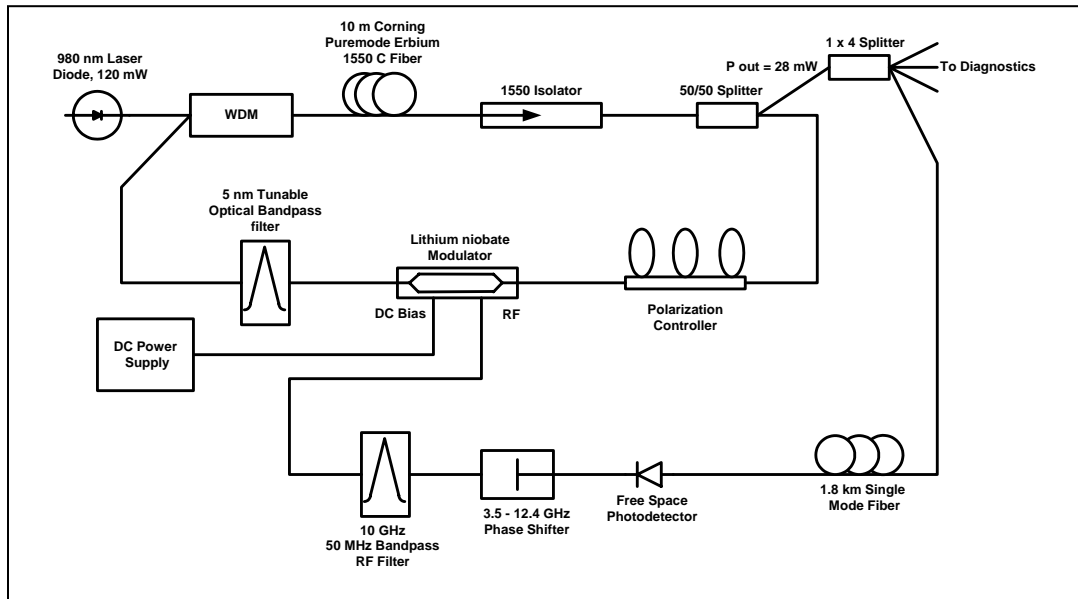 980 nm Laser
Diode, 120 mW
WDM
10 m Corning
Puremode Erbium
1550 C Fiber
1550 Isolator
50/50 Splitter
P out = 28 mW
1 x 4 Splitter
To Diagnostics
5 nm Tunable
Optical Bandpass
filter
Lithium niobate
Modulator
DC Bias
RF
Polarization
Controller
DC Power
Supply
10 GHz
50 MHz Bandpass
RF Filter
3.5 - 12.4 GHz
Phase Shifter
Free Space
Photodetector
1.8 km Single
Mode Fiber